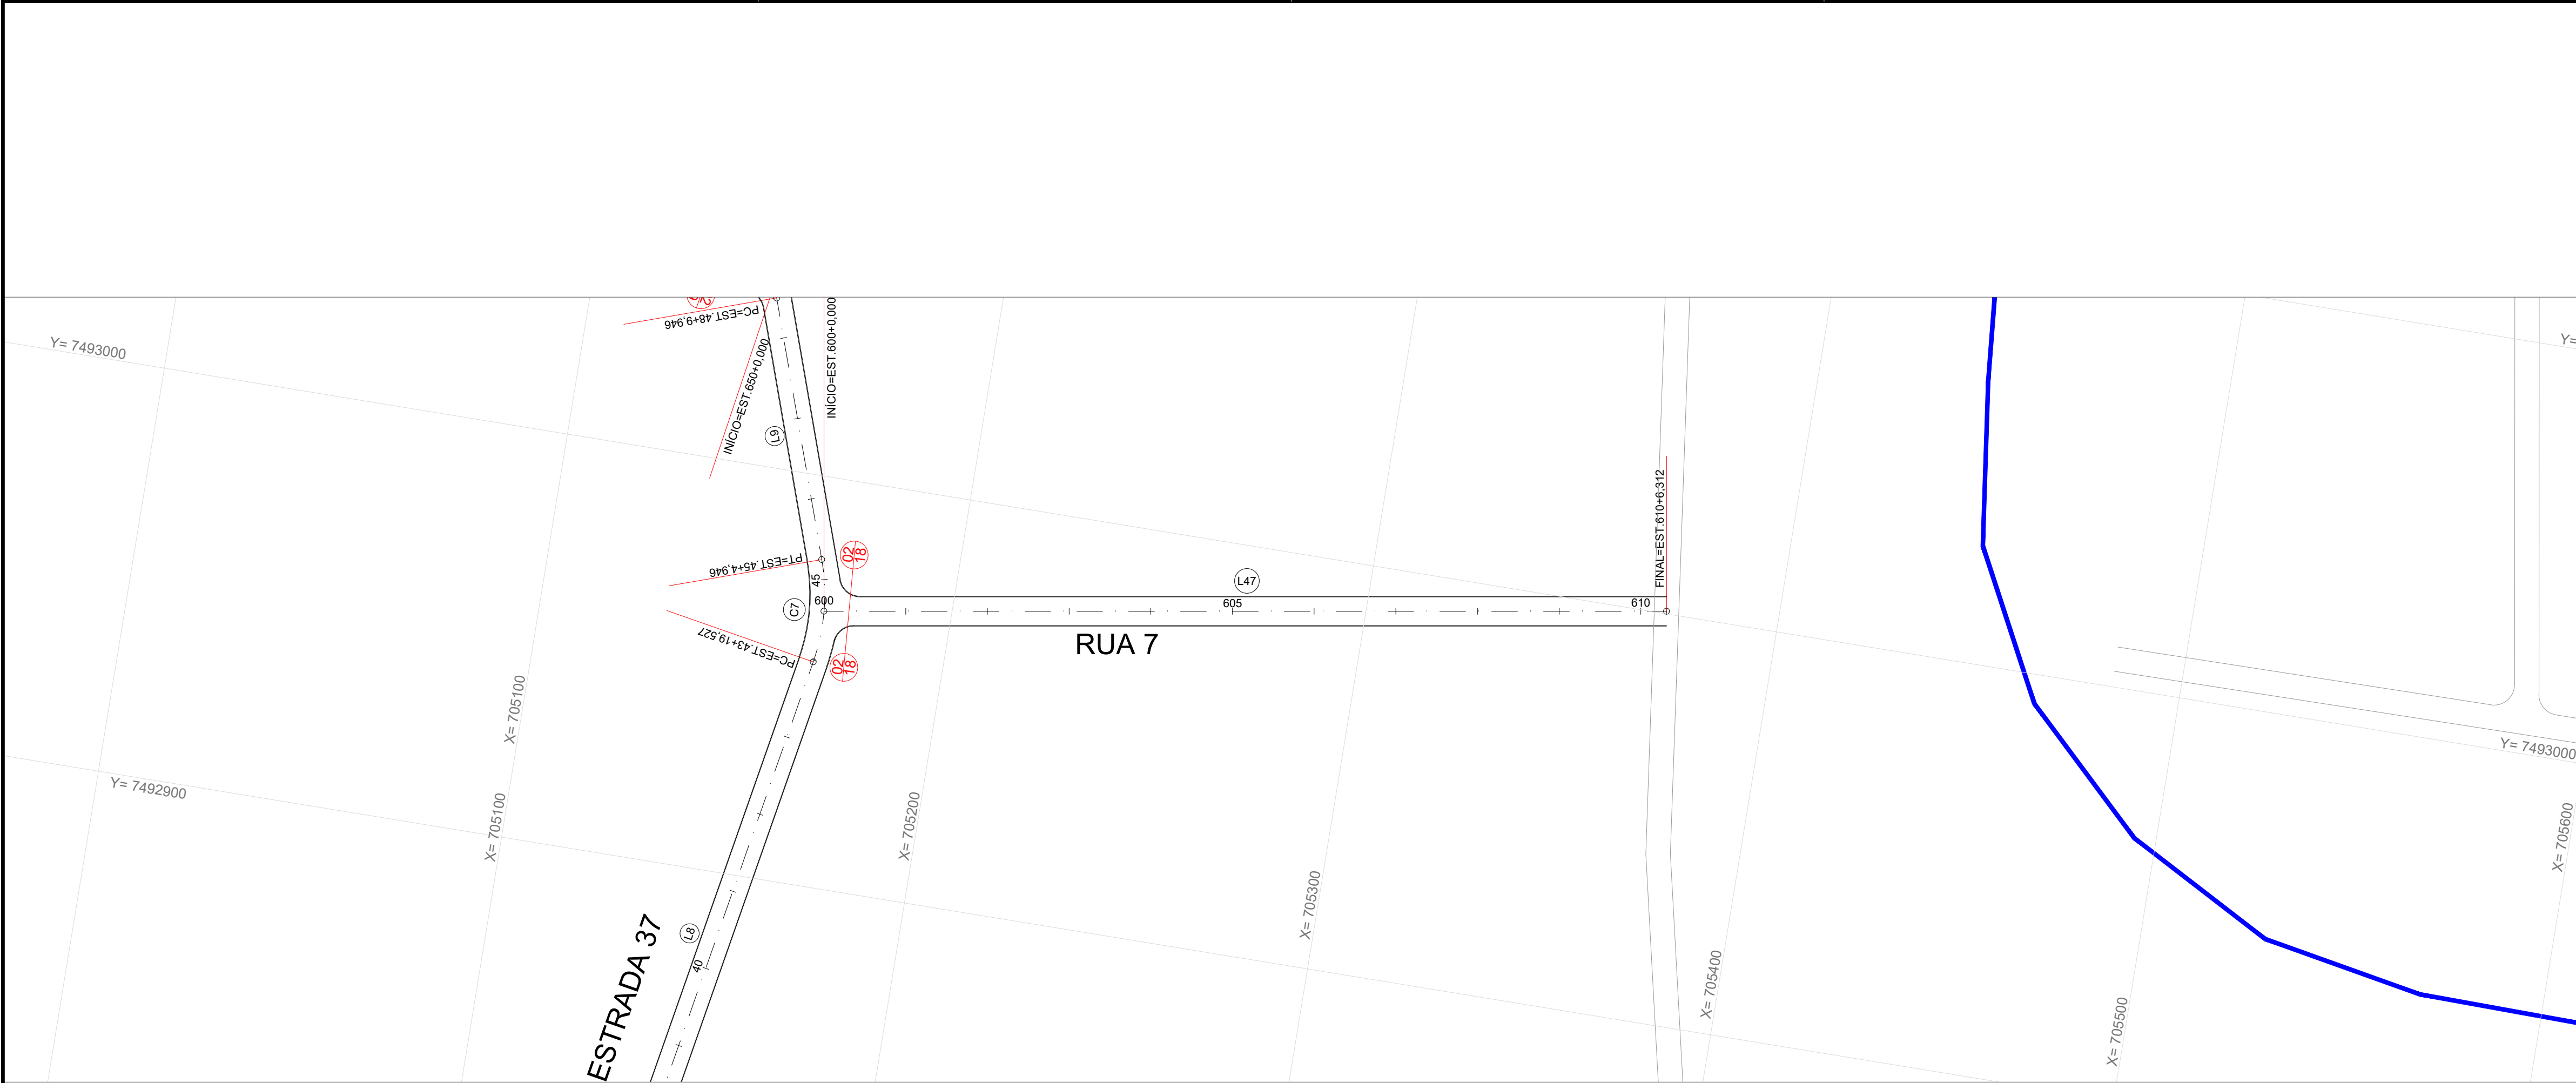 PC=EST.48+9,946
INÍCIO=EST.650+0,000
INÍCIO=EST.600+0,000
Y= 7493000
Y=
L9
FINAL=EST.610+6,312
PT=EST.45+4,946
02
18
45
C7
600
L47
605
610
RUA 7
PC=EST.43+19,527
02
18
X= 705100
Y= 7493000
Y= 7492900
X= 705100
X= 705200
X= 705300
X= 705400
X= 705500
X= 705600
L8
40
ESTRADA 37